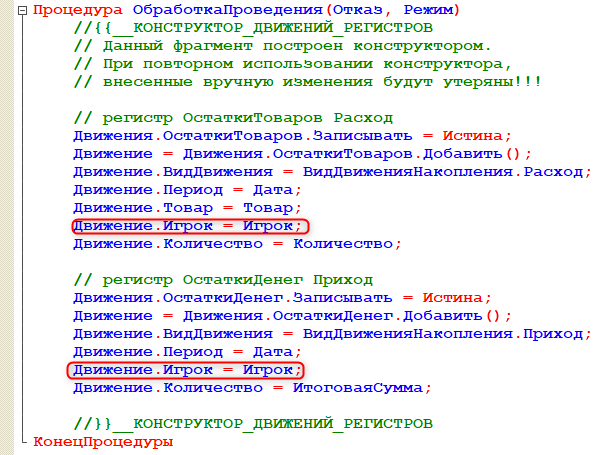 Процедура ОбработкаПроведения(Отказ, Режим)
//{{__КОНСТРУКТОР_ДВИЖЕНИЙ_РЕГИСТРОВ
// Данный фрагмент построен конструктором.
// При повторном использовании конструктора,
// внесенные вручную изменения будут утеряны!!!
// регистр ОстаткиТоваров Расход
Движения.ОстаткиТоваров.Записывать = Истина;
Движение = Движения.ОстаткиТоваров.Добавить();
Движение.ВидДвижения = ВидДвиженияНакопления.Расход;
Движение.Период = Дата;
Движение.Товар = Товар;
Движение.Игрок = Игрок;
Движение.Количество = Количество;
// регистр ОстаткиДенег Приход
Движения.ОстаткиДенег.Записывать = Истина;
Движение = Движения.ОстаткиДенег.Добавить();
Движение.ВидДвижения = ВидДвиженияНакопления.Приход;
Движение.Период = Дата;
Движение.Игрок = Игрок;
Движение.Количество = ИтоговаяСумма;
//}}__КОНСТРУКТОР_ДВИЖЕНИЙ_РЕГИСТРОВ
КонецПроцедуры